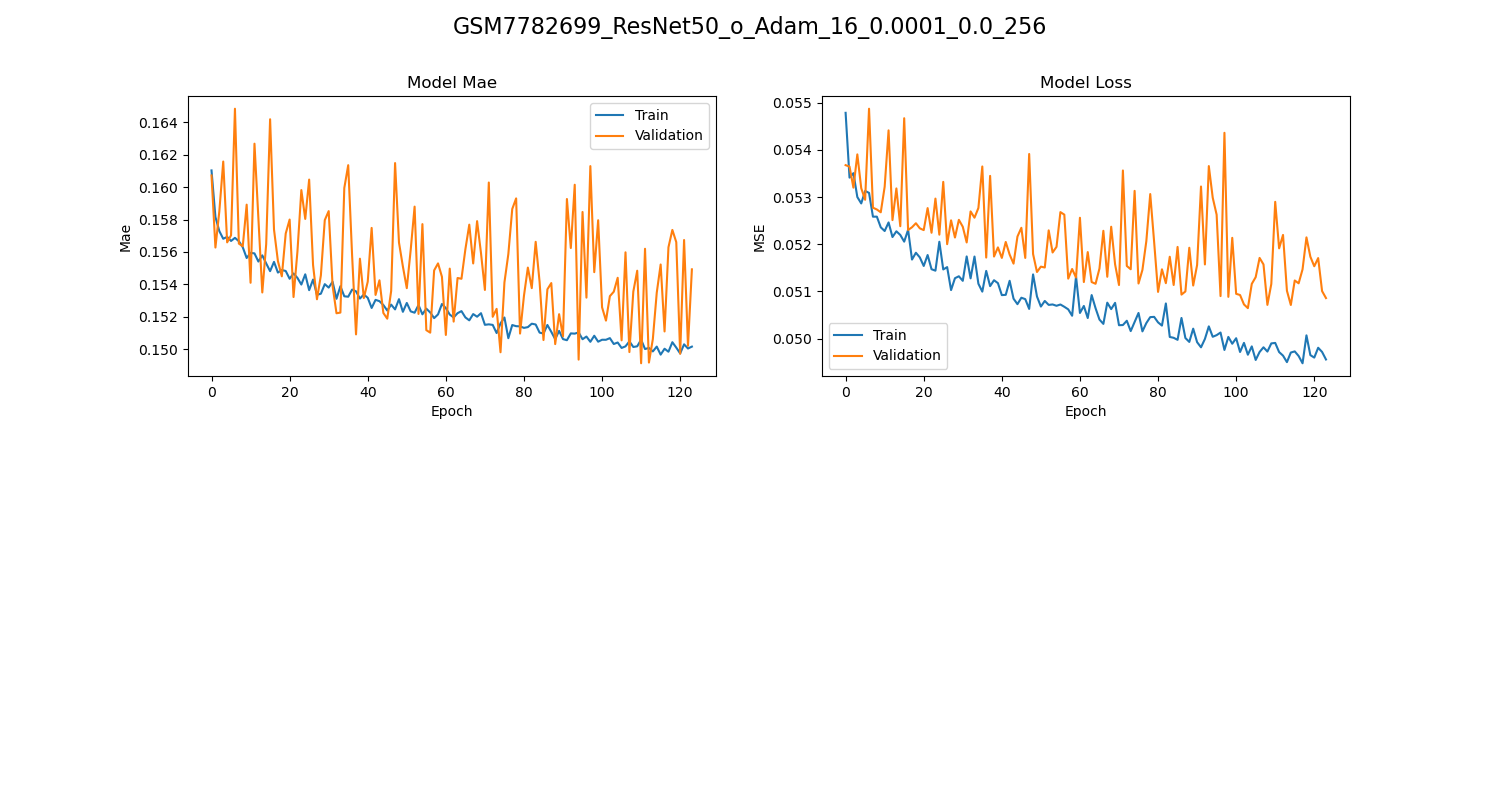 GSM7782699_ResNet50_o_Adam_16_0.0001_0.0_256
Model Mae
Mae
0.164
0.162
0.160
0.158
0.156
0.154
0.152
0.150
0
20
40
60
80
100
120
Epoch
Train
Validation
Model Loss
MSE
0.055
0.054
0.053
0.052
0.051
0.050
0
20
40
60
80
100
120
Epoch
Train
Validation